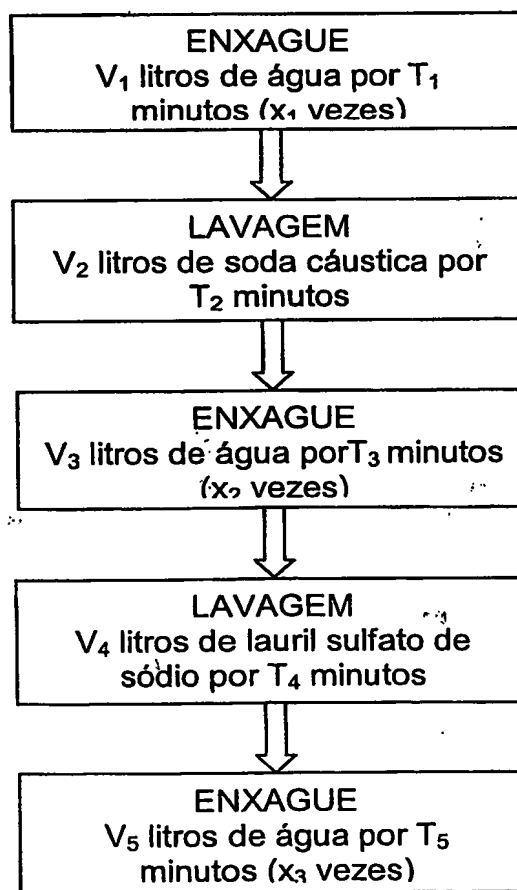 ENXAGUE
V₁ litros de água por T₁
minutos (x₁ vezes)
LAVAGEM
V₂ litros de soda cáustica por
T₂ minutos
ENXAGUE
V₃ litros de água porT₃ minutos
(x₂ vezes)
LAVAGEM
V₄ litros de lauril sulfato de
sódio por T₄ minutos
ENXAGUE
V₅ litros de água por T₅
minutos (x₃ vezes)